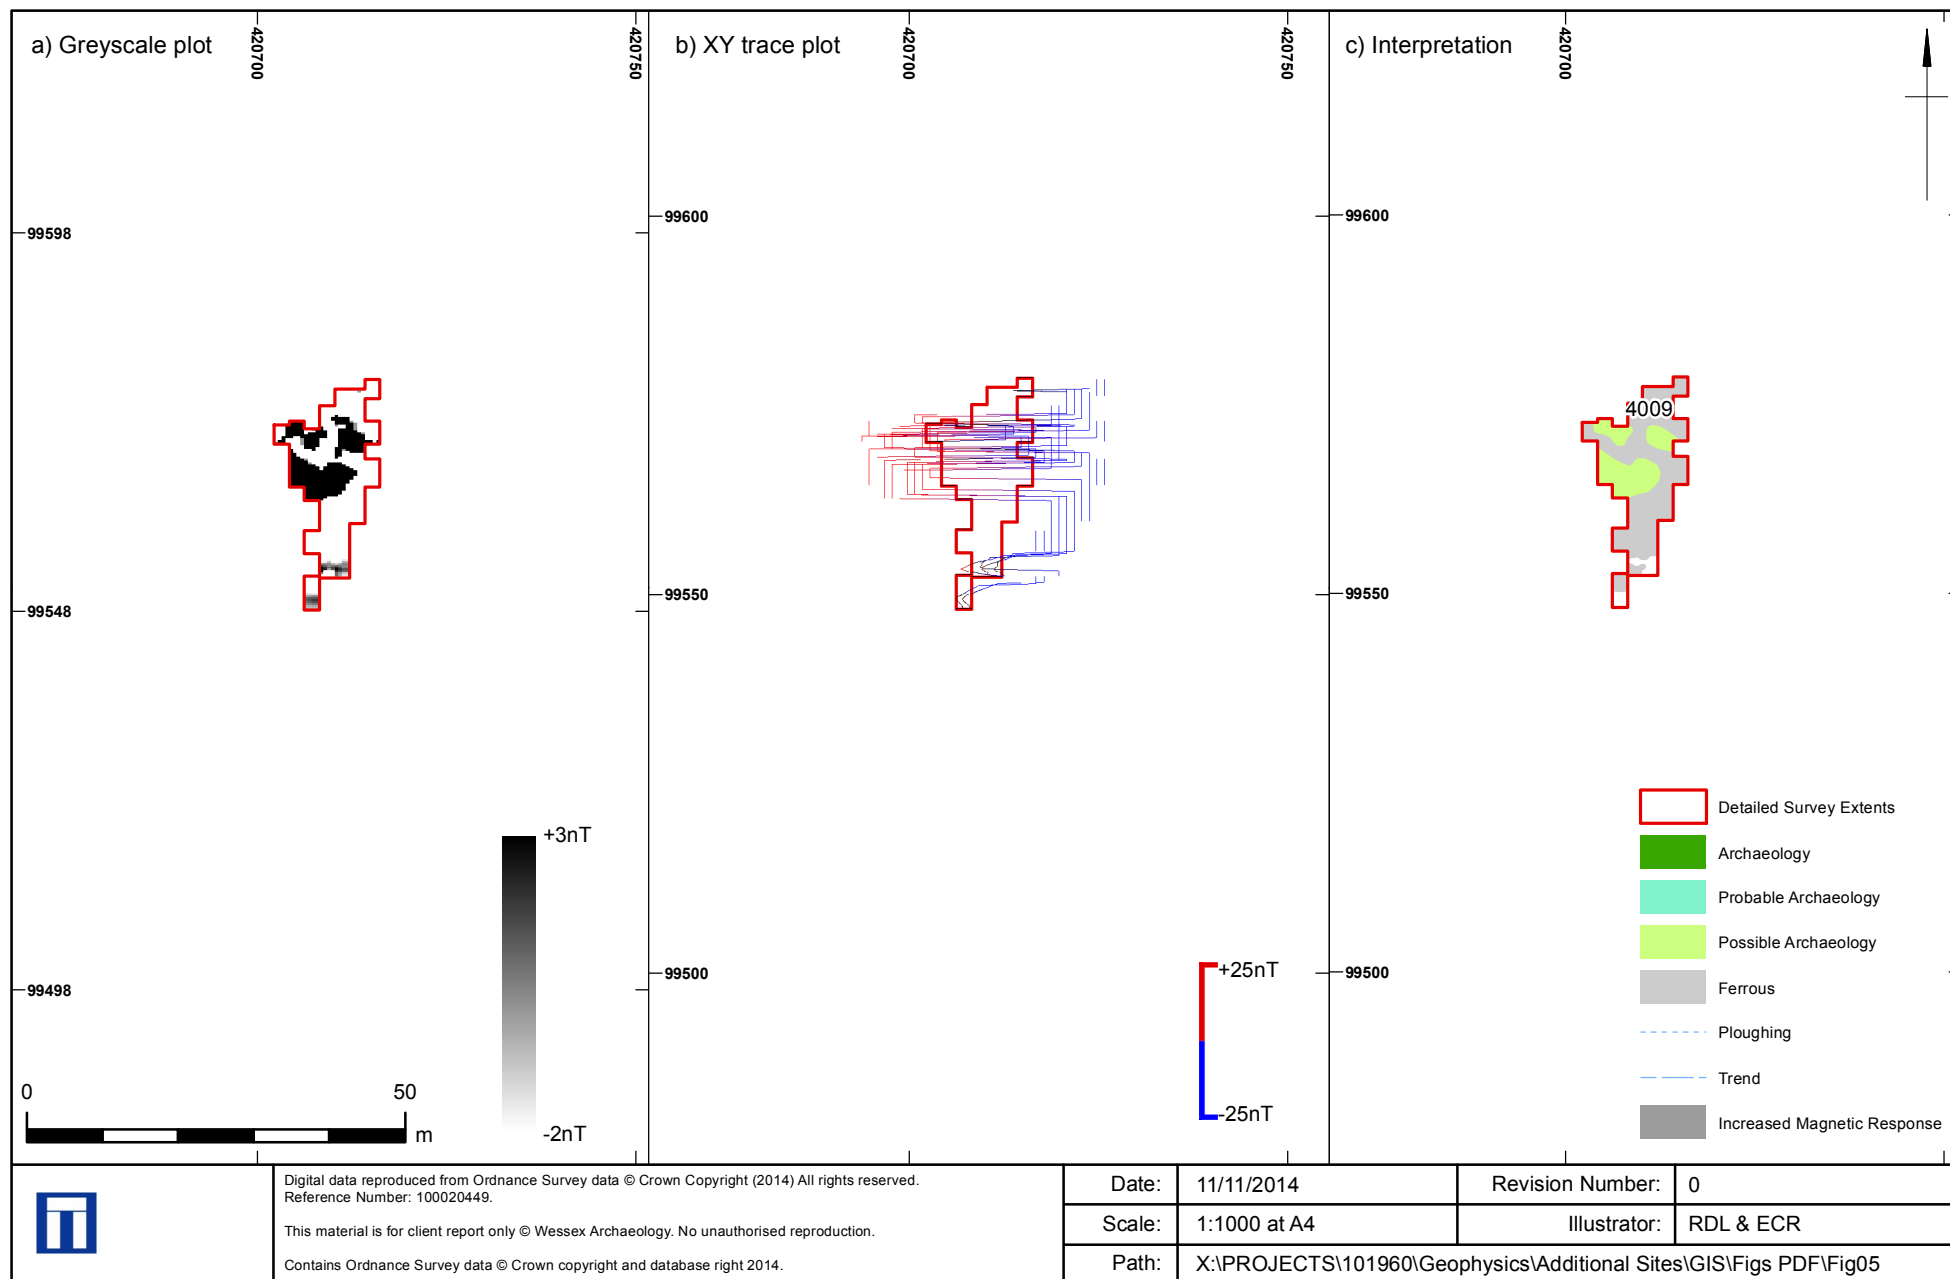 a) Greyscale plot
420700
420750
99598
99548
99498
+3nT
-2nT
0
50
m
b) XY trace plot
420700
420750
99600
99550
99500
+25nT
-25nT
c) Interpretation
420700
99600
99550
99500
4009
Detailed Survey Extents
Archaeology
Probable Archaeology
Possible Archaeology
Ferrous
Ploughing
Trend
Increased Magnetic Response
Digital data reproduced from Ordnance Survey data © Crown Copyright (2014) All rights reserved.
Reference Number: 100020449.
This material is for client report only © Wessex Archaeology. No unauthorised reproduction.
Contains Ordnance Survey data © Crown copyright and database right 2014.
Date: 11/11/2014 Revision Number: 0
Scale: 1:1000 at A4 Illustrator: RDL & ECR
Path: X:\PROJECTS\101960\Geophysics\Additional Sites\GIS\Figs PDF\Fig05